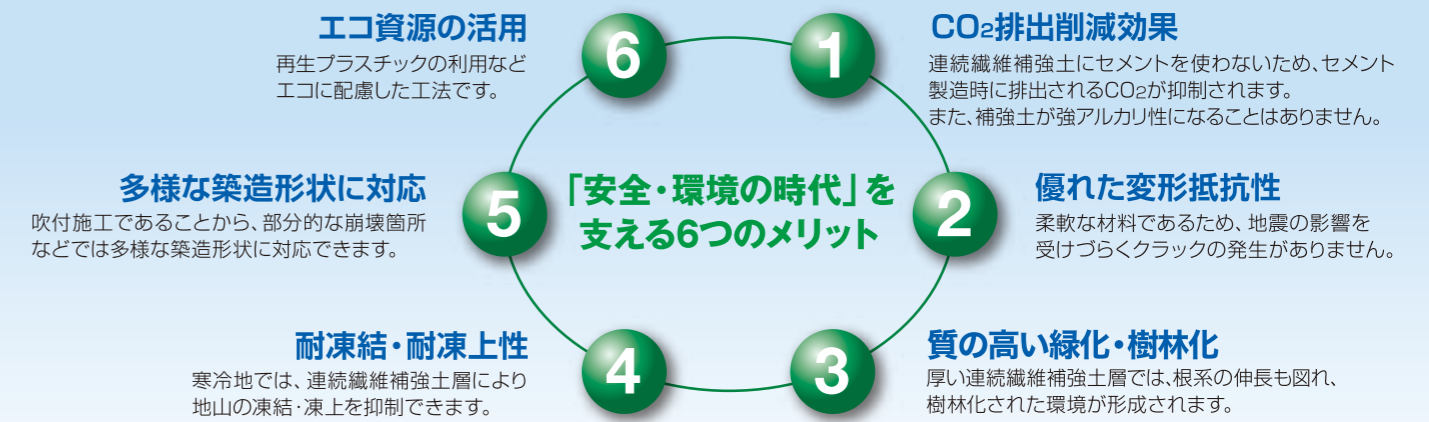 「安全・環境の時代」を
支える6つのメリット
1
CO₂排出削減効果
連続繊維補強土にセメントを使わないため、セメント
製造時に排出されるCO₂が抑制されます。
また、補強土が強アルカリ性になることはありません。
2
優れた変形抵抗性
柔軟な材料であるため、地震の影響を
受けづらくクラックの発生がありません。
3
質の高い緑化・樹林化
厚い連続繊維補強土層では、根系の伸長も図れ、
樹林化された環境が形成されます。
4
耐凍結・耐凍上性
寒冷地では、連続繊維補強土層により
地山の凍結・凍上を抑制できます。
5
多様な築造形状に対応
吹付施工であることから、部分的な崩壊箇所
などでは多様な築造形状に対応できます。
6
エコ資源の活用
再生プラスチックの利用など
エコに配慮した工法です。